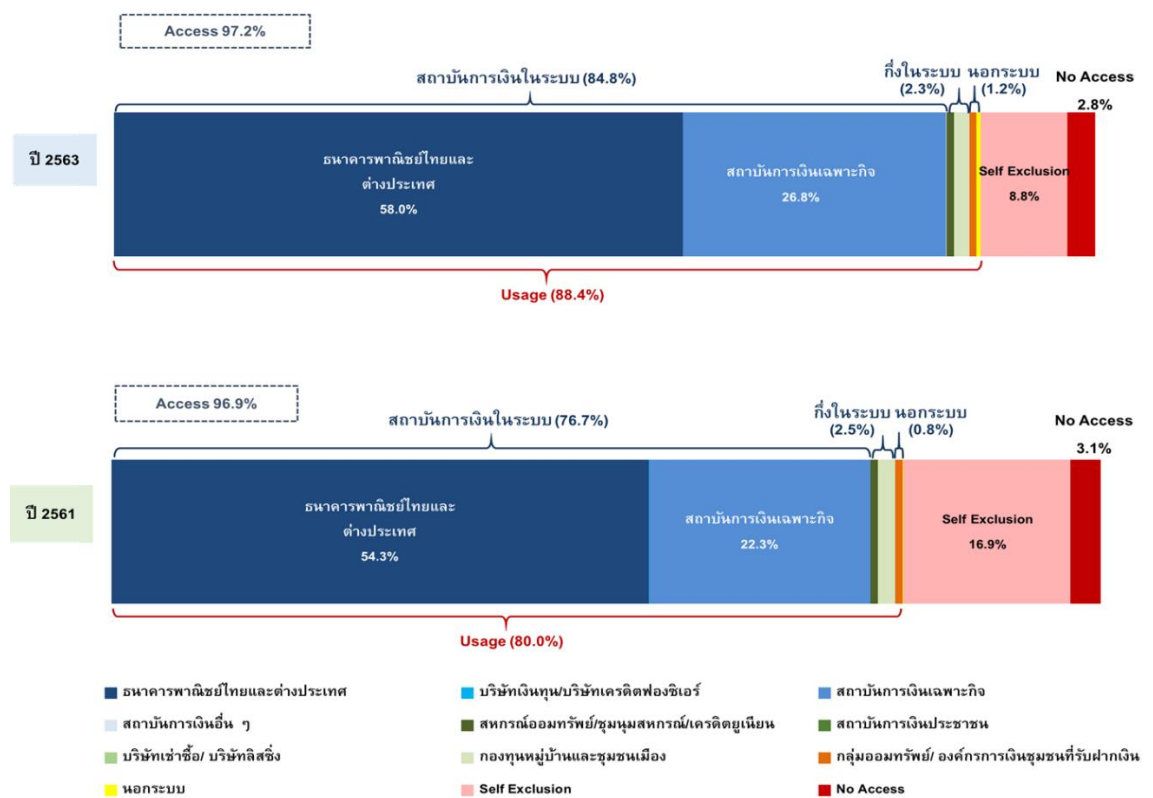 Access 97.2%
สถาบันการเงินในระบบ (84.8%)
กึ่งในระบบ นอกระบบ
(2.3%) (1.2%)
No Access
2.8%
ปี 2563
ธนาคารพาณิชย์ไทยและ
ต่างประเทศ
58.0%
สถาบันการเงินเฉพาะกิจ
26.8%
Self Exclusion
8.8%
Usage (88.4%)
Access 96.9%
สถาบันการเงินในระบบ (76.7%)
กึ่งในระบบ นอกระบบ
(2.5%) (0.8%)
No Access
3.1%
ปี 2561
ธนาคารพาณิชย์ไทยและ
ต่างประเทศ
54.3%
สถาบันการเงินเฉพาะกิจ
22.3%
Self Exclusion
16.9%
Usage (80.0%)
ธนาคารพาณิชย์ไทยและต่างประเทศ
บริษัทเงินทุน/บริษัทเครดิตฟองซิเอร์
สถาบันการเงินเฉพาะกิจ
สถาบันการเงินอื่น ๆ
สหกรณ์ออมทรัพย์/ชุมนุมสหกรณ์/เครดิตยูเนียน
สถาบันการเงินประชาชน
บริษัทเช่าซื้อ/ บริษัทลิสซิ่ง
กองทุนหมู่บ้านและชุมชนเมือง
กลุ่มออมทรัพย์/ องค์กรการเงินชุมชนที่รับฝากเงิน
นอกระบบ
Self Exclusion
No Access